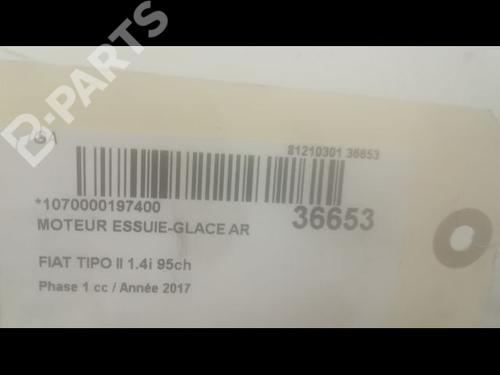 B-PARTS
GA
81210301 36653
*1070000197400
36653
MOTEUR ESSUIE-GLACE AR
FIAT TIPO II 1.4i 95ch
Phase 1 cc / Année 2017